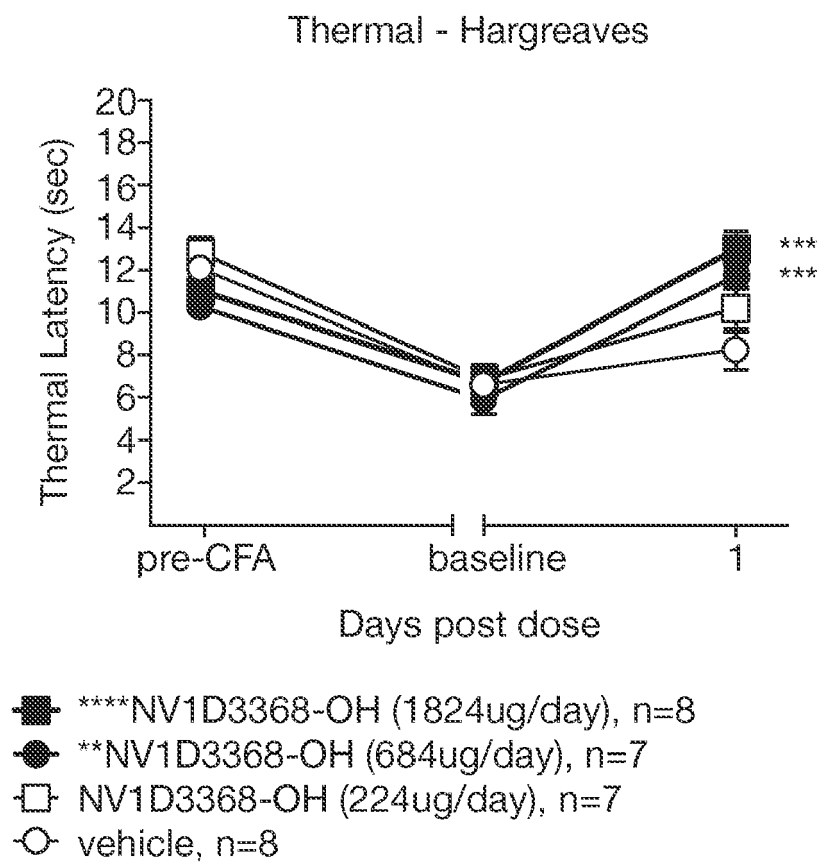 Thermal - Hargreaves
Thermal Latency (sec)
20
18
16
14
12
10
8
6
4
2
***
***
pre-CFA
baseline
1
Days post dose
****NV1D3368-OH (1824ug/day), n=8
**NV1D3368-OH (684ug/day), n=7
NV1D3368-OH (224ug/day), n=7
vehicle, n=8